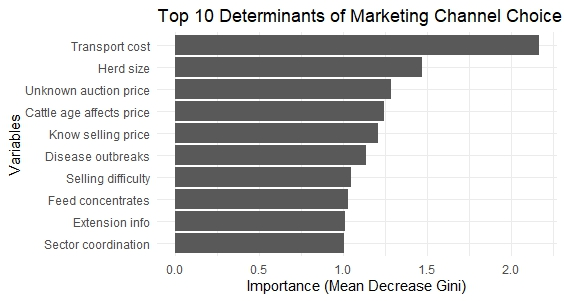 Top 10 Determinants of Marketing Channel Choice
Variables
Transport cost
Herd size
Unknown auction price
Cattle age affects price
Know selling price
Disease outbreaks
Selling difficulty
Feed concentrates
Extension info
Sector coordination
0.0 0.5 1.0 1.5 2.0
Importance (Mean Decrease Gini)